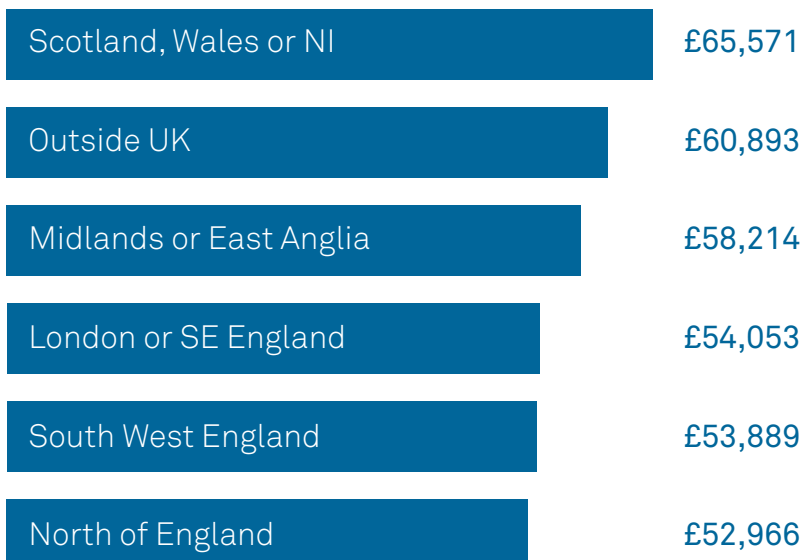 Scotland, Wales or NI £65,571
Outside UK £60,893
Midlands or East Anglia £58,214
London or SE England £54,053
South West England £53,889
North of England £52,966